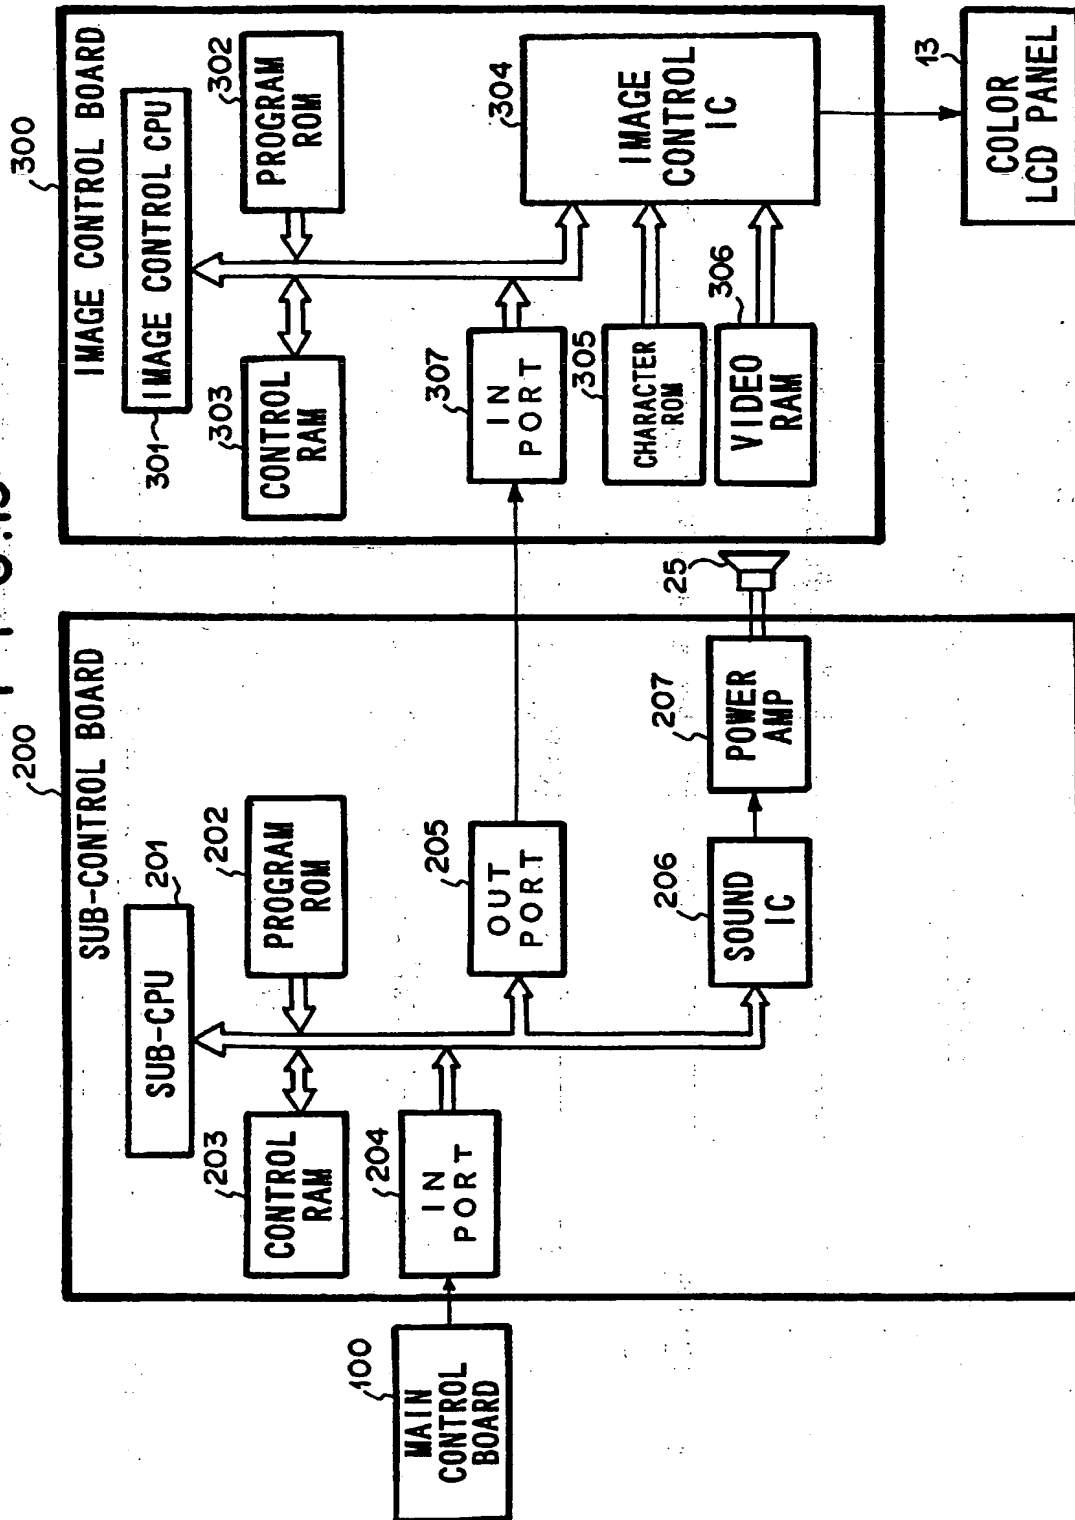 200
SUB-CONTROL BOARD
201
SUB-CPU
202
PROGRAM
ROM
203
CONTROL
RAM
204
IN
PORT
205
OUT
PORT
206
SOUND
IC
207
POWER
AMP
25
100
MAIN
CONTROL
BOARD
300
IMAGE CONTROL BOARD
301
IMAGE CONTROL CPU
302
PROGRAM
ROM
303
CONTROL
RAM
304
IMAGE
CONTROL
IC
305
CHARACTER
ROM
306
VIDEO
RAM
307
IN
PORT
13
COLOR
LCD PANEL